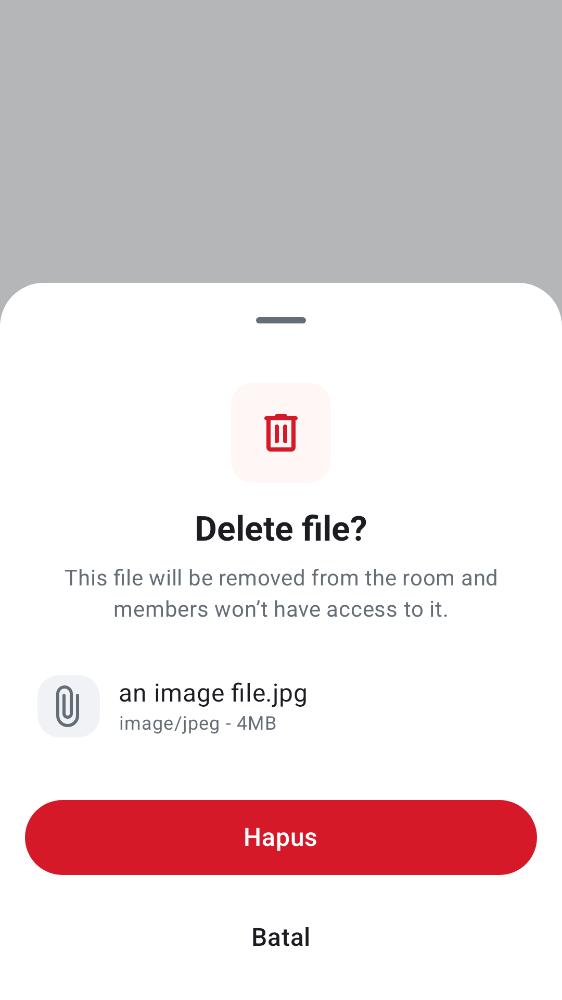 Delete file?
This file will be removed from the room and
members won’t have access to it.
an image file.jpg
image/jpeg - 4MB
Hapus
Batal